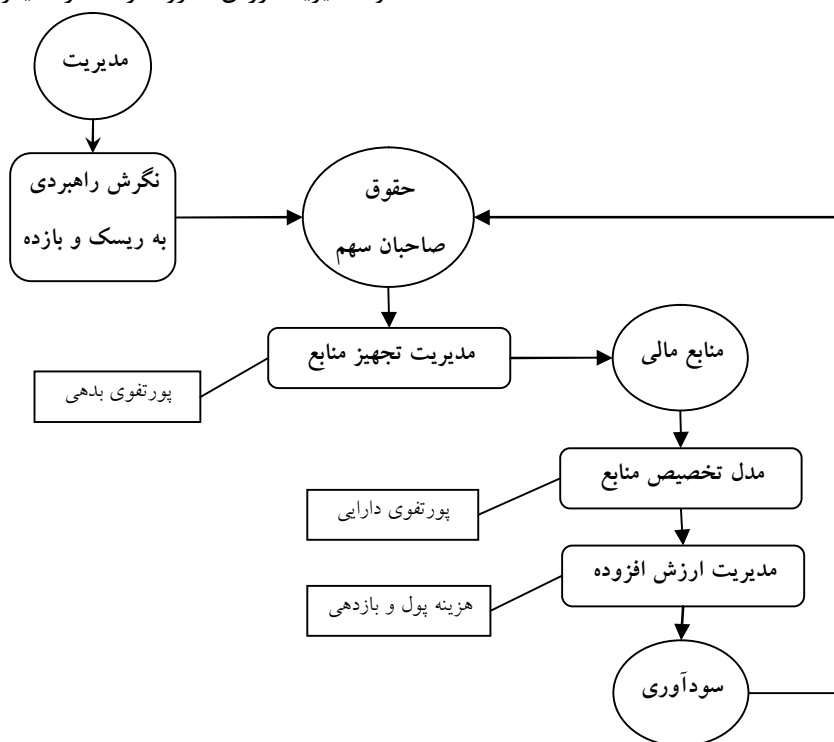 مدیریت
نگرش راهبردی
به ریسک و بازده
حقوق
صاحبان سهم
مدیریت تجهیز منابع
منابع مالی
پورتفوی بدهی
مدل تخصیص منابع
پورتفوی دارایی
مدیریت ارزش افزوده
هزینه پول و بازدهی
سودآوری